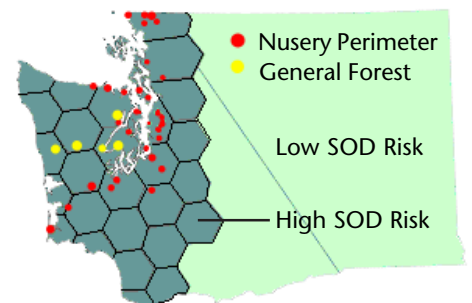 Nusery Perimeter
General Forest
Low SOD Risk
High SOD Risk